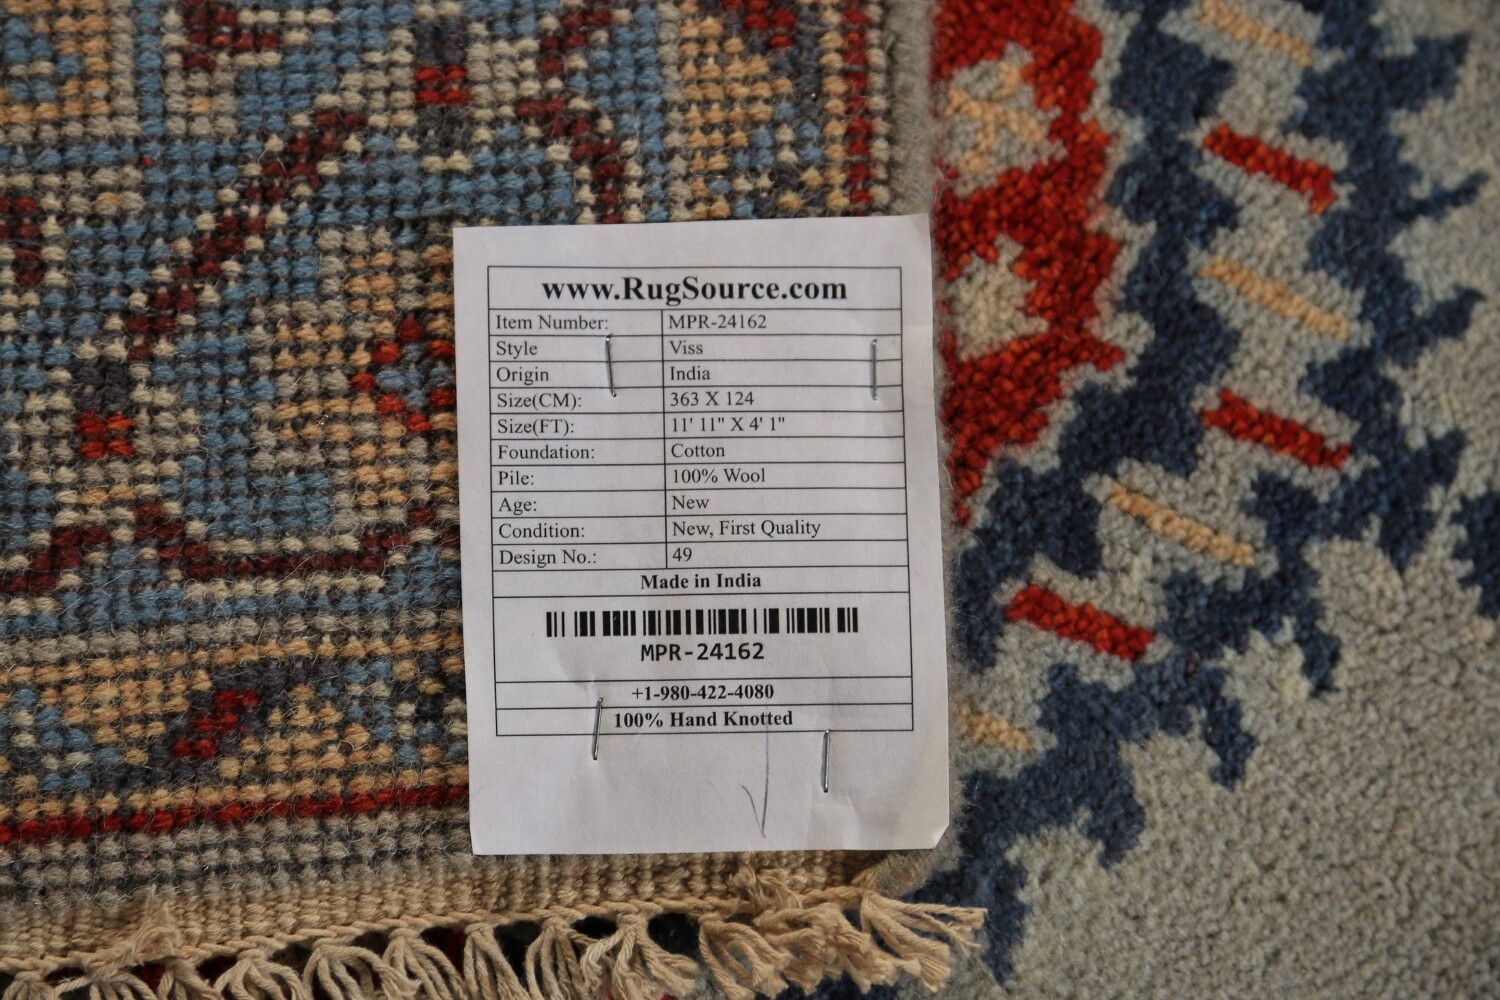 www.RugSource.com
Item Number: MPR-24162
Style Viss
Origin India
Size(CM): 363 X 124
Size(FT): 11' 11" X 4' 1"
Foundation: Cotton
Pile: 100% Wool
Age: New
Condition: New, First Quality
Design No.: 49
Made in India
MPR-24162
+1-980-422-4080
100% Hand Knotted